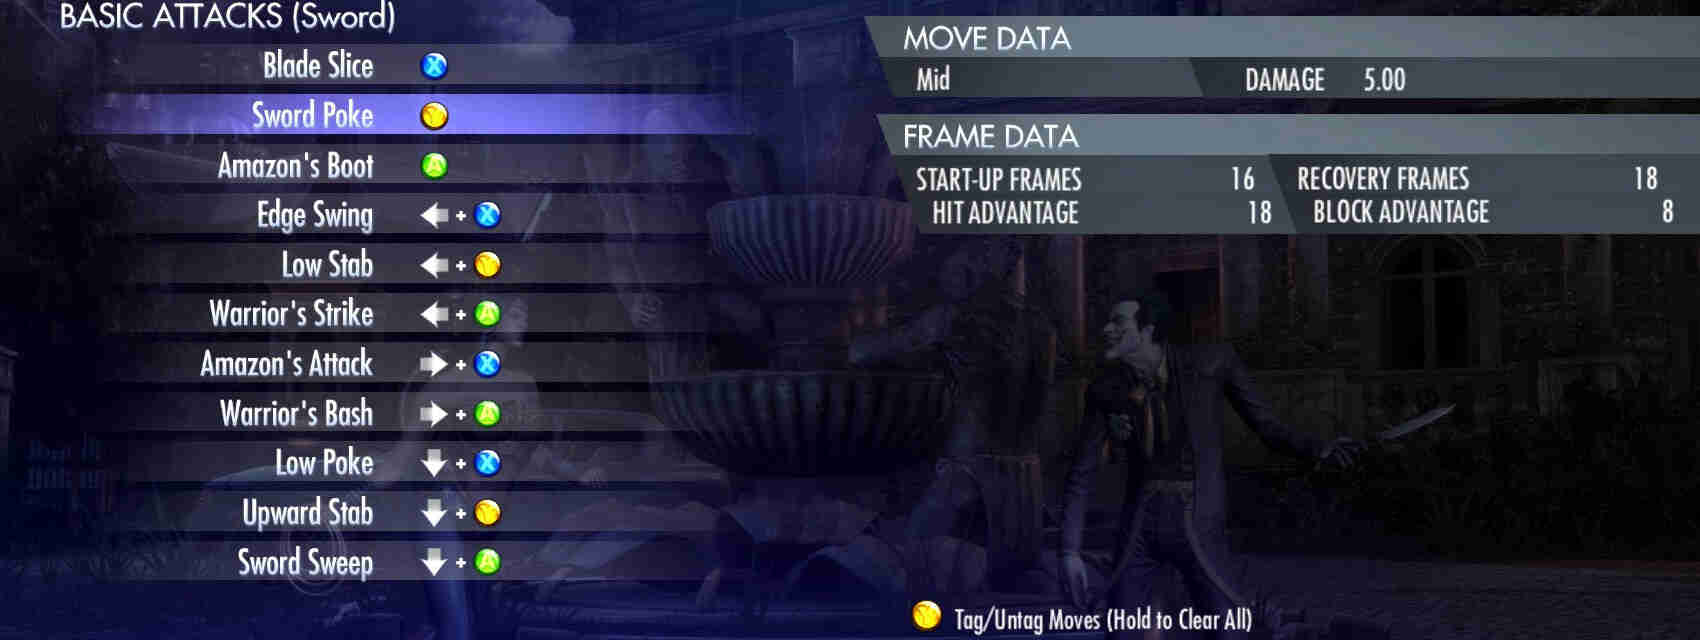 BASIC ATTACKS (Sword)
Blade Slice X
Sword Poke Y
Amazon's Boot A
Edge Swing + X
Low Stab + Y
Warrior's Strike + A
Amazon's Attack + X
Warrior's Bash + A
Low Poke + X
Upward Stab + Y
Sword Sweep + A
MOVE DATA
Mid DAMAGE 5.00
FRAME DATA
START-UP FRAMES 16 RECOVERY FRAMES 18
HIT ADVANTAGE 18 BLOCK ADVANTAGE 8
Y Tag/Untag Moves (Hold to Clear All)